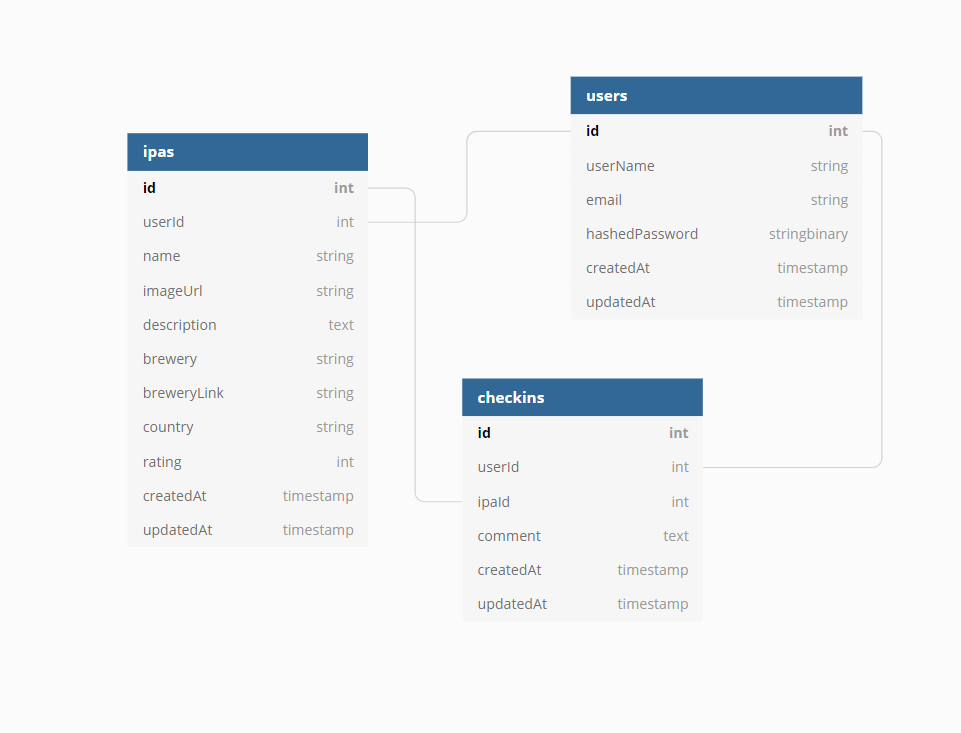 ipas
id int
userId int
name string
imageUrl string
description text
brewery string
breweryLink string
country string
rating int
createdAt timestamp
updatedAt timestamp
users
id int
userName string
email string
hashedPassword stringbinary
createdAt timestamp
updatedAt timestamp
checkins
id int
userId int
ipaId int
comment text
createdAt timestamp
updatedAt timestamp